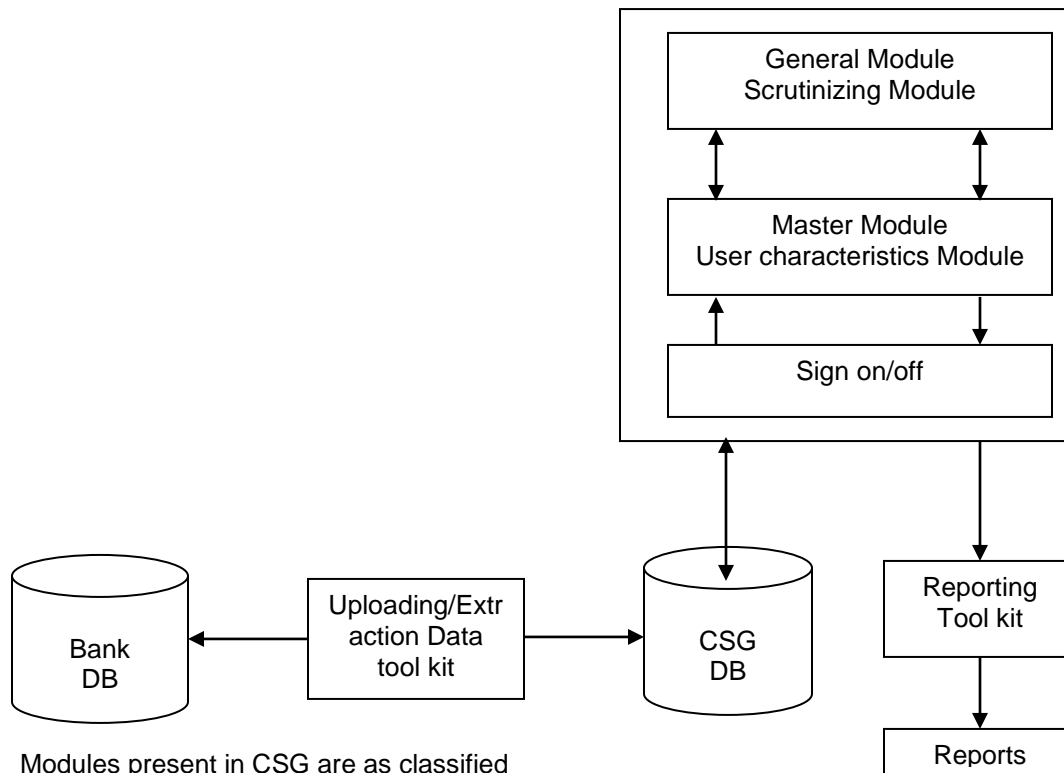 General Module
Scrutinizing Module
Master Module
User characteristics Module
Sign on/off
Bank
DB
Uploading/Extr
action Data
tool kit
CSG
DB
Reporting
Tool kit
Reports
Modules present in CSG are as classified